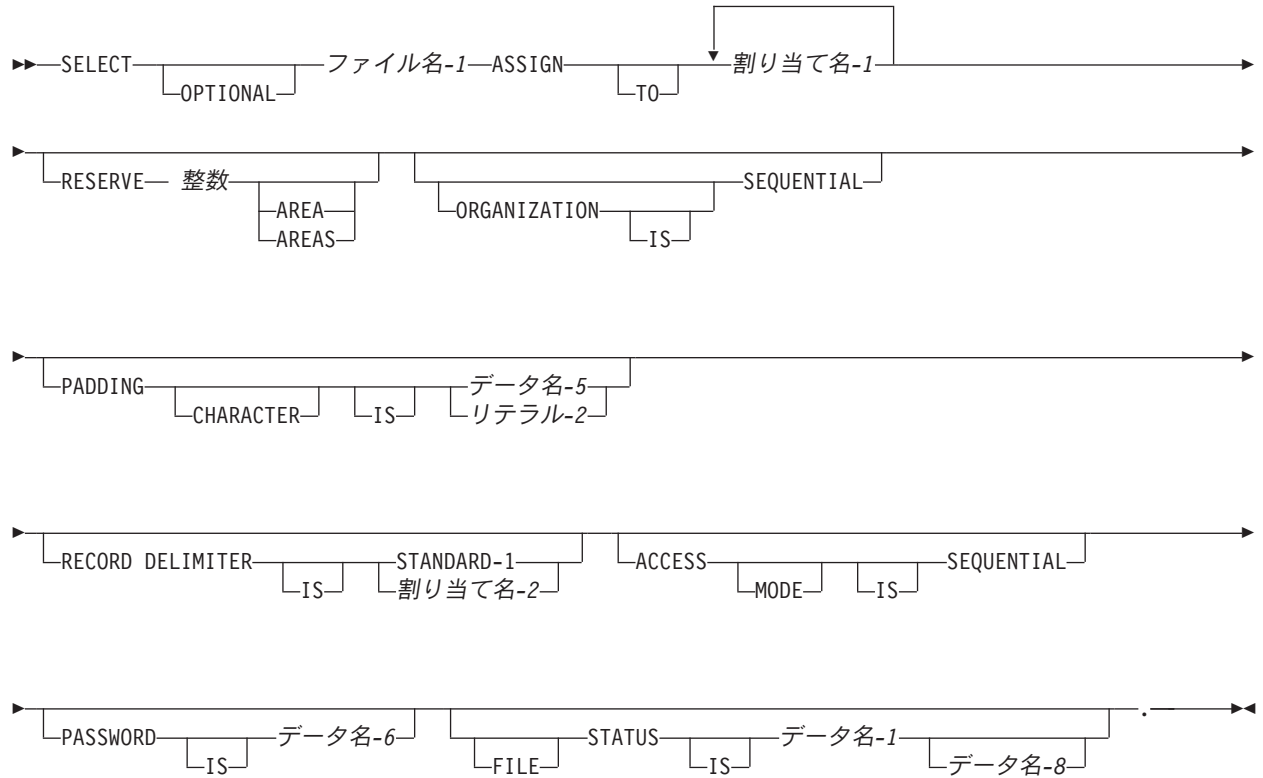 SELECT OPTIONAL ファイル名-1 ASSIGN TO 割り当て名-1
RESERVE 整数 AREA AREAS ORGANIZATION IS SEQUENTIAL
PADDING CHARACTER IS データ名-5 リテラル-2
RECORD DELIMITER IS STANDARD-1 割り当て名-2 ACCESS MODE IS SEQUENTIAL
PASSWORD IS データ名-6 FILE STATUS IS データ名-1 データ名-8 .